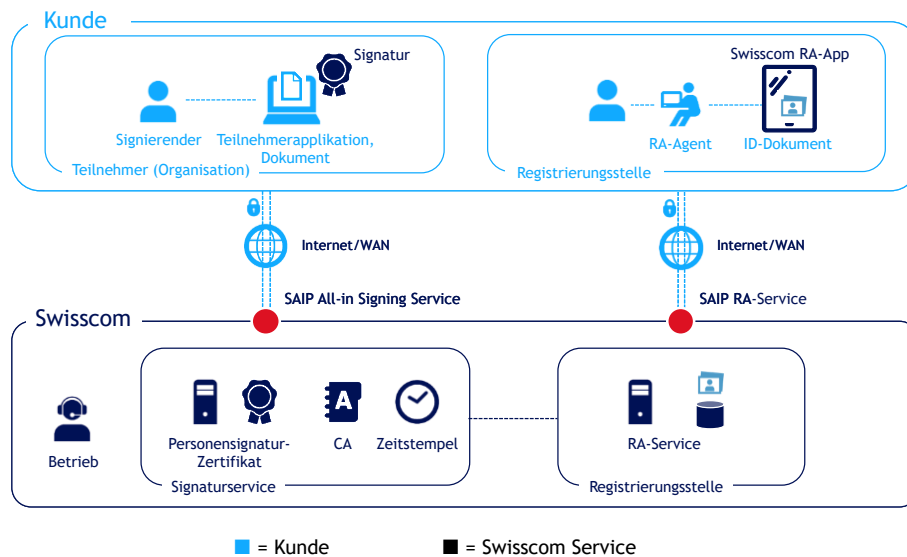 Kunde
Signatur
Swisscom RA-App
Signierender
Teilnehmerapplikation,
Dokument
RA-Agent
ID-Dokument
Teilnehmer (Organisation)
Registrierungsstelle
Internet/WAN
Internet/WAN
SAIP All-in Signing Service
SAIP RA-Service
Swisscom
A
Betrieb
Personensignatur-
Zertifikat
CA
Zeitstempel
RA-Service
Signaturservice
Registrierungsstelle
= Kunde
= Swisscom Service